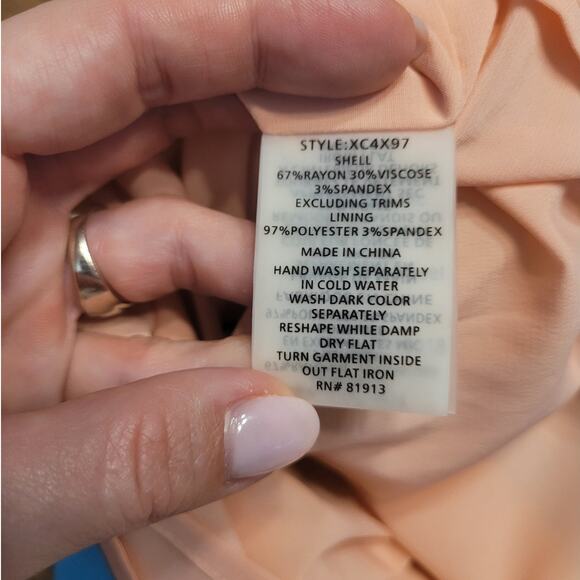 STYLE:XC4X97
SHELL
67%RAYON 30%VISCOSE
3%SPANDEX
EXCLUDING TRIMS
LINING
97%POLYESTER 3%SPANDEX
MADE IN CHINA
HAND WASH SEPARATELY
IN COLD WATER
WASH DARK COLOR
SEPARATELY
RESHAPE WHILE DAMP
DRY FLAT
TURN GARMENT INSIDE
OUT FLAT IRON
RN# 81913